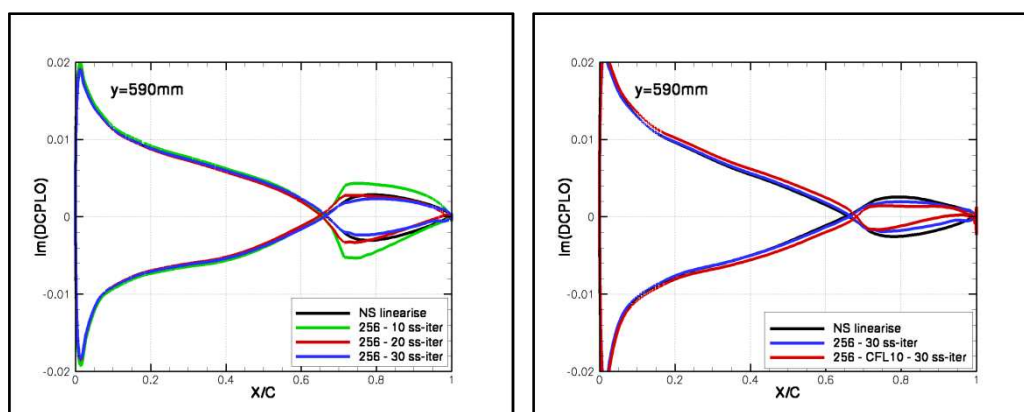 0.02
y=590mm
0.01
Im(DCPLO)
0
-0.01
NS linearise
256 - 10 ss-iter
256 - 20 ss-iter
256 - 30 ss-iter
-0.02
0 0.2 0.4 0.6 0.8 1
X/C
0.02
y=590mm
0.01
Im(DCPLO)
0
-0.01
NS linearise
256 - 30 ss-iter
256 - CFL10 - 30 ss-iter
-0.02
0 0.2 0.4 0.6 0.8 1
X/C